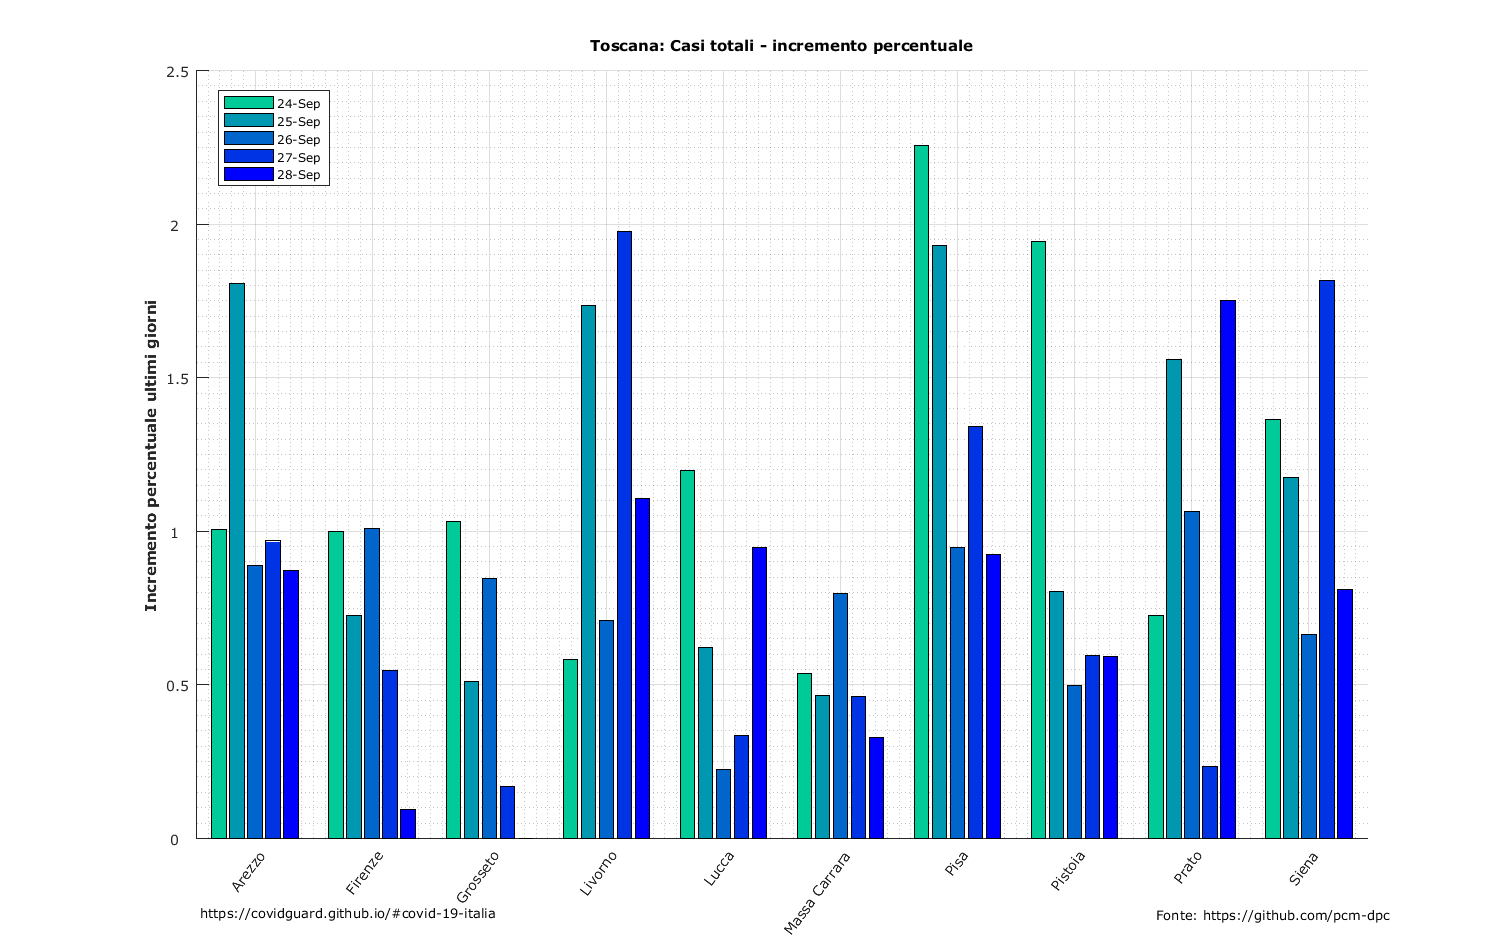 Toscana: Casi totali - incremento percentuale
2.5
2
1.5
1
0.5
0
Incremento percentuale ultimi giorni
24-Sep
25-Sep
26-Sep
27-Sep
28-Sep
Arezzo
Firenze
Grosseto
Livorno
Lucca
Massa Carrara
Pisa
Pistoia
Prato
Siena
https://covidguard.github.io/#covid-19-italia
Fonte: https://github.com/pcm-dpc